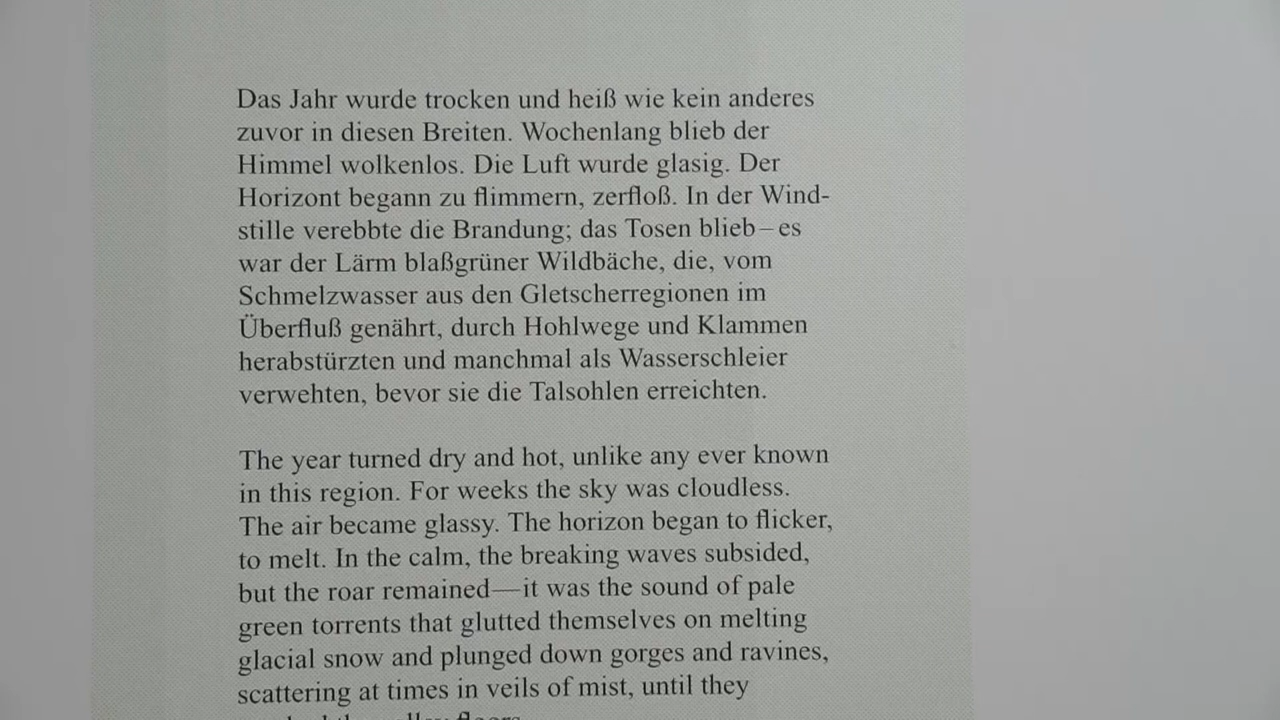 Das Jahr wurde trocken und heiß wie kein anderes
zuvor in diesen Breiten. Wochenlang blieb der
Himmel wolkenlos. Die Luft wurde glasig. Der
Horizont begann zu flimmern, zerfloß. In der Wind-
stille verebbte die Brandung; das Tosen blieb – es
war der Lärm blaßgrüner Wildbäche, die, vom
Schmelzwasser aus den Gletscherregionen im
Überfluß genährt, durch Hohlwege und Klammen
herabstürzten und manchmal als Wasserschleier
verwehten, bevor sie die Talsohlen erreichten.
The year turned dry and hot, unlike any ever known
in this region. For weeks the sky was cloudless.
The air became glassy. The horizon began to flicker,
to melt. In the calm, the breaking waves subsided,
but the roar remained—it was the sound of pale
green torrents that glutted themselves on melting
glacial snow and plunged down gorges and ravines,
scattering at times in veils of mist, until they